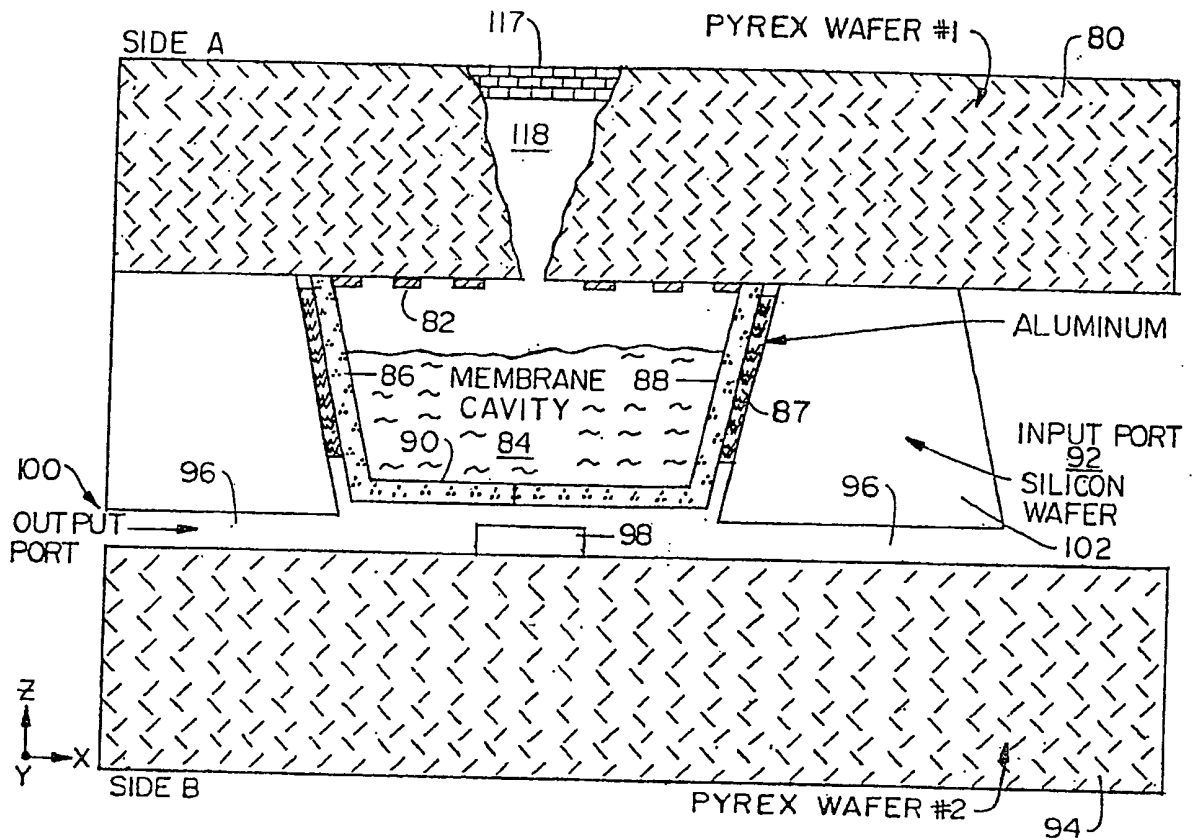 117
SIDE A
PYREX WAFER #1
80
118
82
ALUMINUM
86
MEMBRANE
CAVITY
88
87
90
84
INPUT PORT
92
SILICON
WAFER
100
96
96
OUTPUT
PORT
98
102
Z
X
Y
SIDE B
PYREX WAFER #2
94